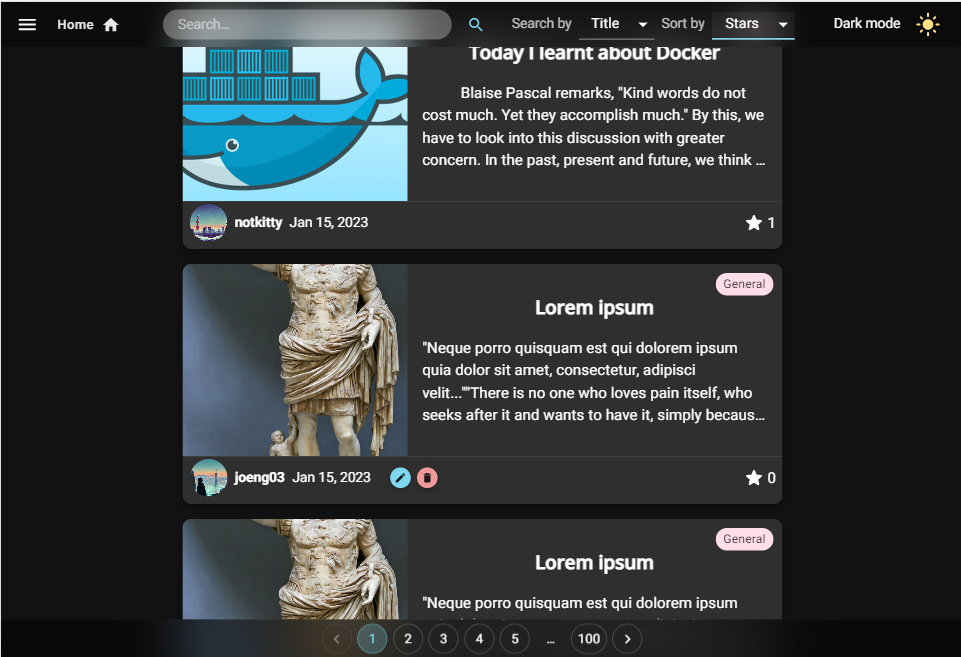 Home
Search...
Search by
Title
Sort by
Stars
Dark mode
Today I learnt about Docker
Blaise Pascal remarks, "Kind words do not
cost much. Yet they accomplish much." By this, we
have to look into this discussion with greater
concern. In the past, present and future, we think ...
notkitty Jan 15, 2023
1
General
Lorem ipsum
"Neque porro quisquam est qui dolorem ipsum
quia dolor sit amet, consectetur, adipisci
velit...""There is no one who loves pain itself, who
seeks after it and wants to have it, simply becaus...
joeng03 Jan 15, 2023
0
General
Lorem ipsum
"Neque porro quisquam est qui dolorem ipsum
1 2 3 4 5 ... 100